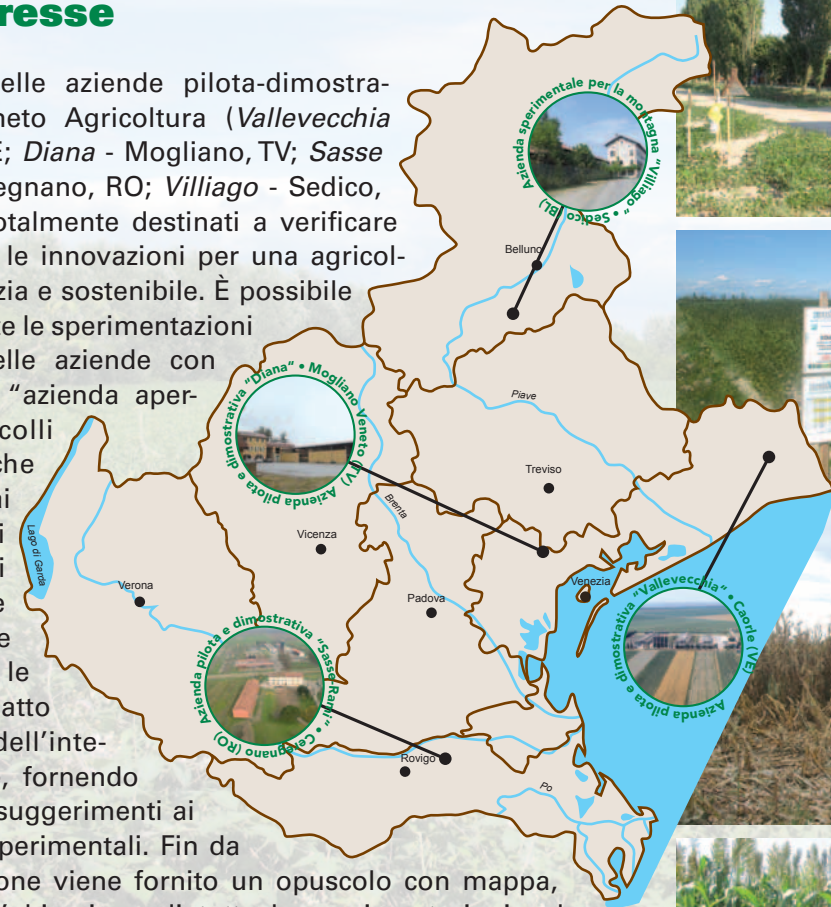 resse
elle aziende pilota-dimostra-
neto Agricoltura (Vallevecchia
E; Diana - Mogliano, TV; Sasse
egnano, RO; Villiago - Sedico,
otalmente destinati a verificare
le innovazioni per una agricol-
zia e sostenibile. È possibile
te le sperimentazioni
elle aziende con
“azienda aper-
colli
che
ni
i
i
e
e
le
atto
dell’inte-
, fornendo
suggerimenti ai
perimentali. Fin da
one viene fornito un opuscolo con mappa,
Azienda sperimentale per la montagna “Villiago” • Sedico (BL)
Belluno
Azienda pilota e dimostrativa “Diana” • Mogliano Veneto (TV)
Piave
Treviso
Brenta
Vicenza
Lago di Garda
Verona
Padova
Venezia
Azienda pilota e dimostrativa “Vallevecchia” • Caorle (VE)
Azienda pilota e dimostrativa “Sasse-Rami” • Ceregnano (RO)
Rovigo
Po